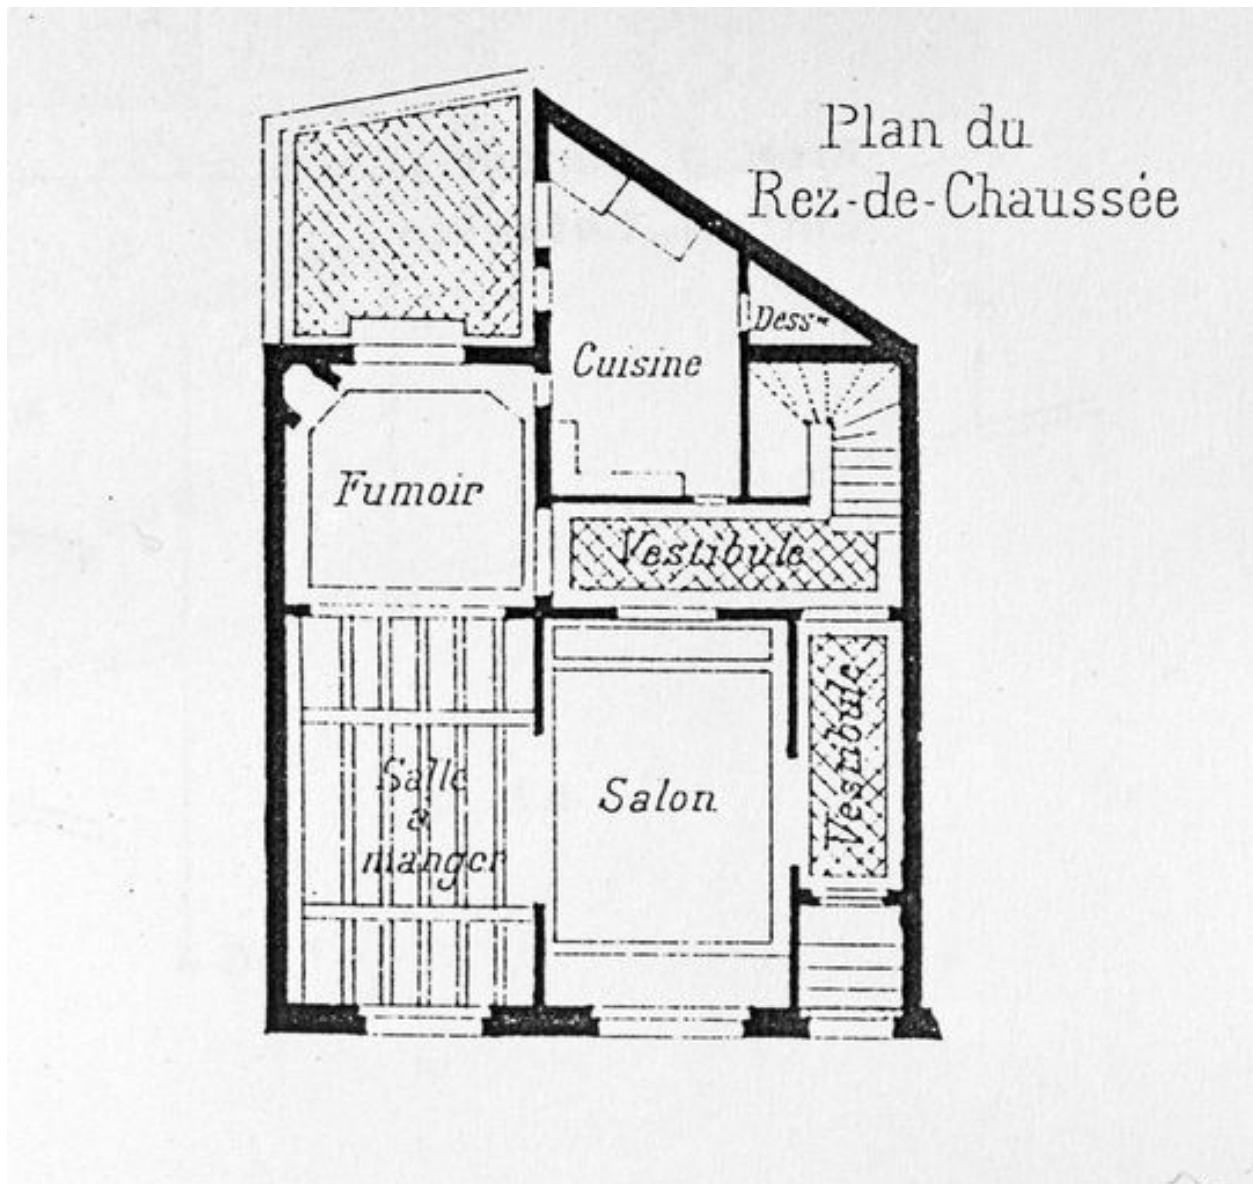 Plan du
Rez-de-Chaussée
Dess^t
Cuisine
Fumoir
Vestibule
Vestibule
Salle
à
manger
Salon